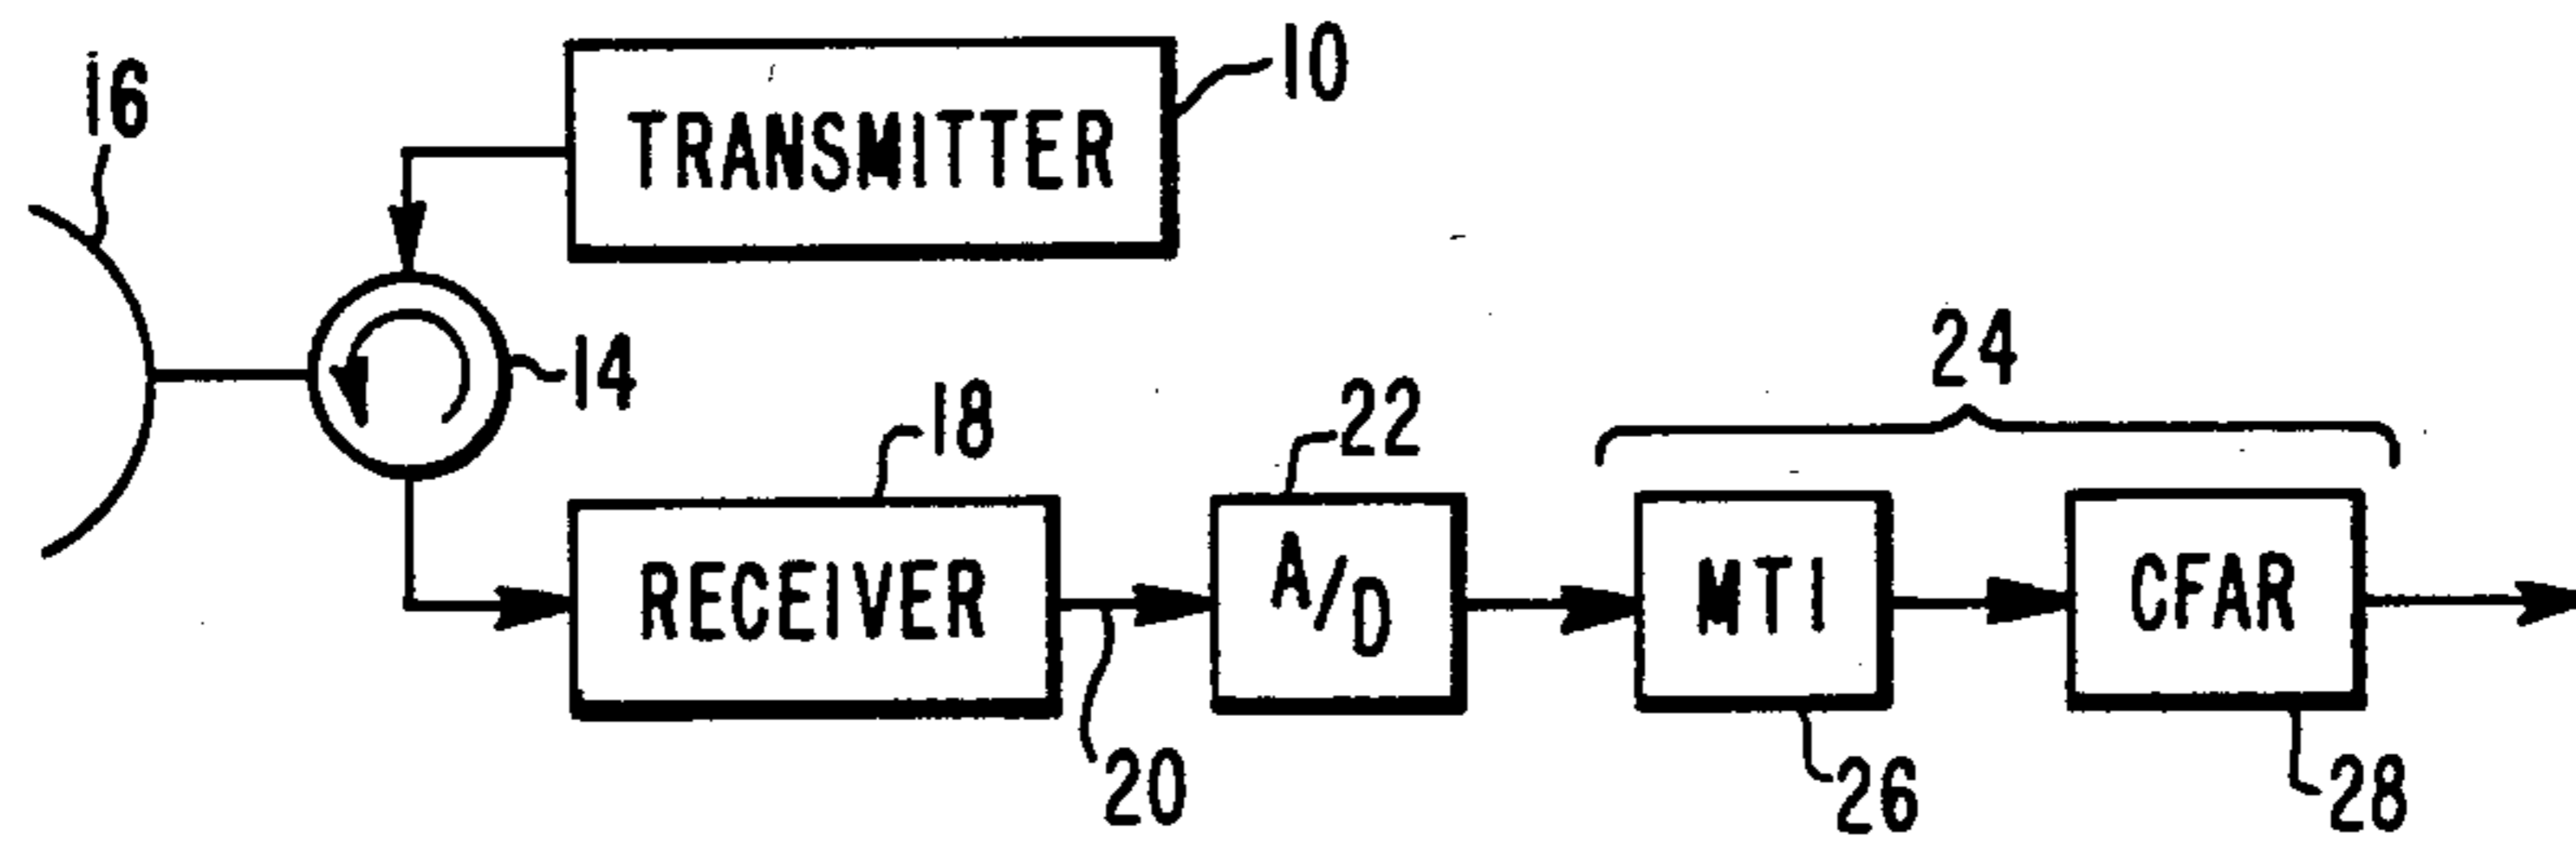 16
TRANSMITTER
10
14
18
22
24
RECEIVER
A/D
MTI
CFAR
20
26
28